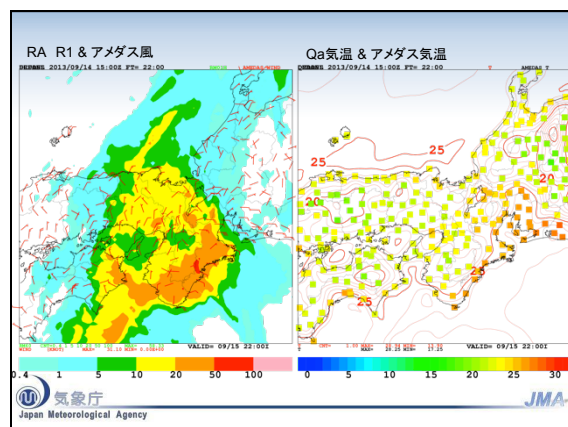 RA R1 & アメダス風
Qa気温 & アメダス気温
2013/09/14 15:00Z FT= 22:00
AMEDAS/WIND
2013/09/14 15:00Z FT= 22:00
T
AMEDAS T
25
25
20
20
25
25
VALID= 09/15 22:00I
VALID= 09/15 22:00I
0.4 1 5 10 20 50 100
0 5 10 15 20 25 30
気象庁
Japan Meteorological Agency
JMA-